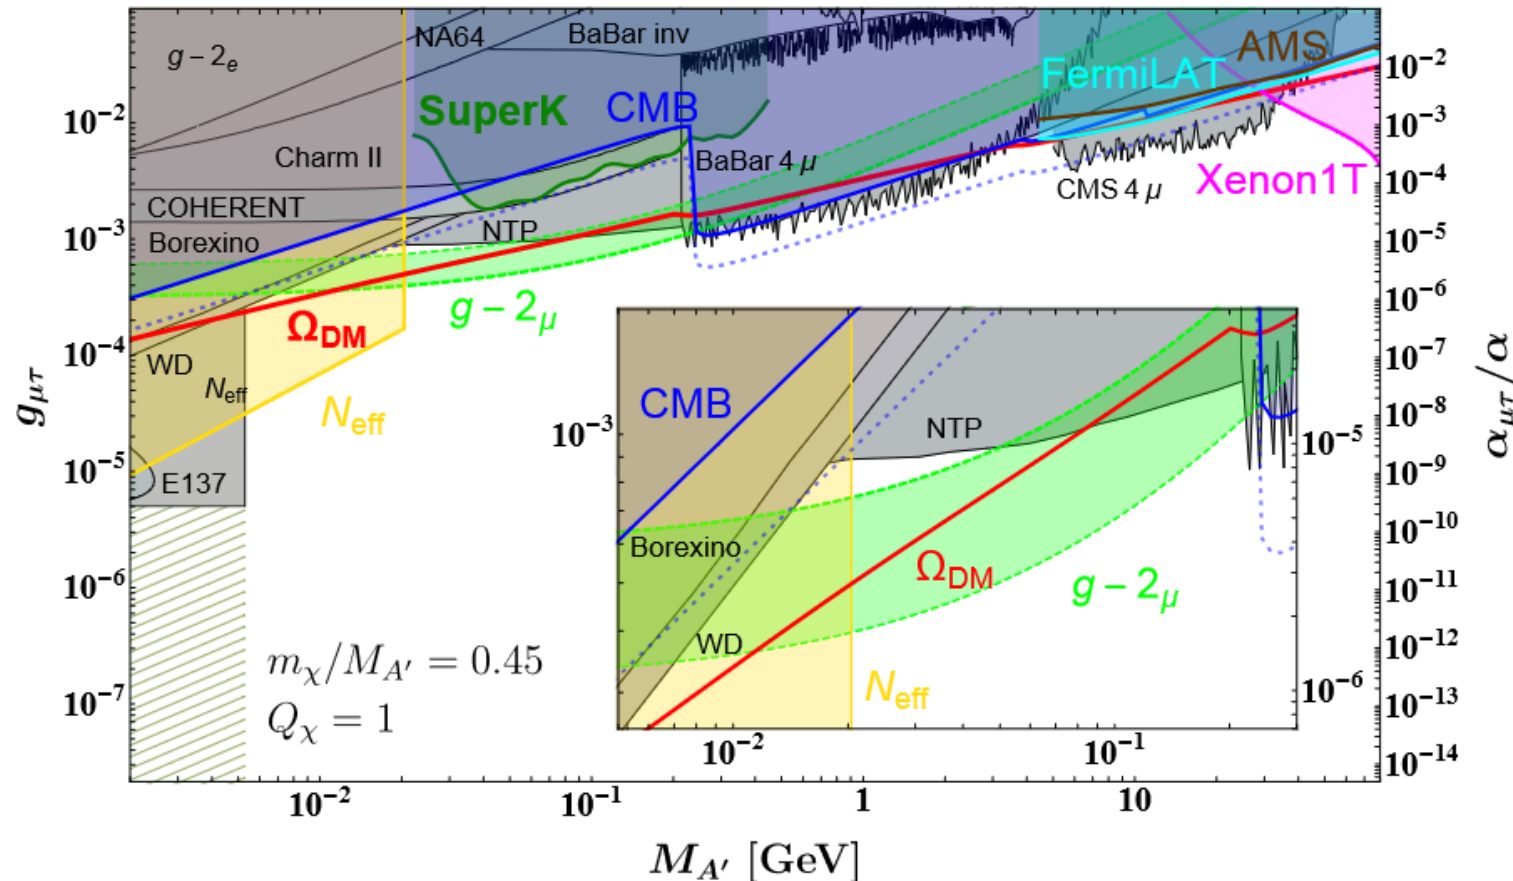 g − 2e
NA64
BaBar inv
AMS
FermiLAT
SuperK
CMB
Charm II
BaBar 4 μ
Xenon1T
CMS 4 μ
COHERENT
Borexino
NTP
g − 2μ
ΩDM
WD
Neff
Neff
E137
mχ/MA′ = 0.45
Qχ = 1
CMB
NTP
Borexino
ΩDM
g − 2μ
WD
Neff
10⁻³
10⁻⁵
10⁻⁶
10⁻²
10⁻¹
gμτ
10⁻²
10⁻³
10⁻⁴
10⁻⁵
10⁻⁶
10⁻⁷
αμτ/α
10⁻²
10⁻³
10⁻⁴
10⁻⁵
10⁻⁶
10⁻⁷
10⁻⁸
10⁻⁹
10⁻¹⁰
10⁻¹¹
10⁻¹²
10⁻¹³
10⁻¹⁴
10⁻²
10⁻¹
1
10
MA′ [GeV]